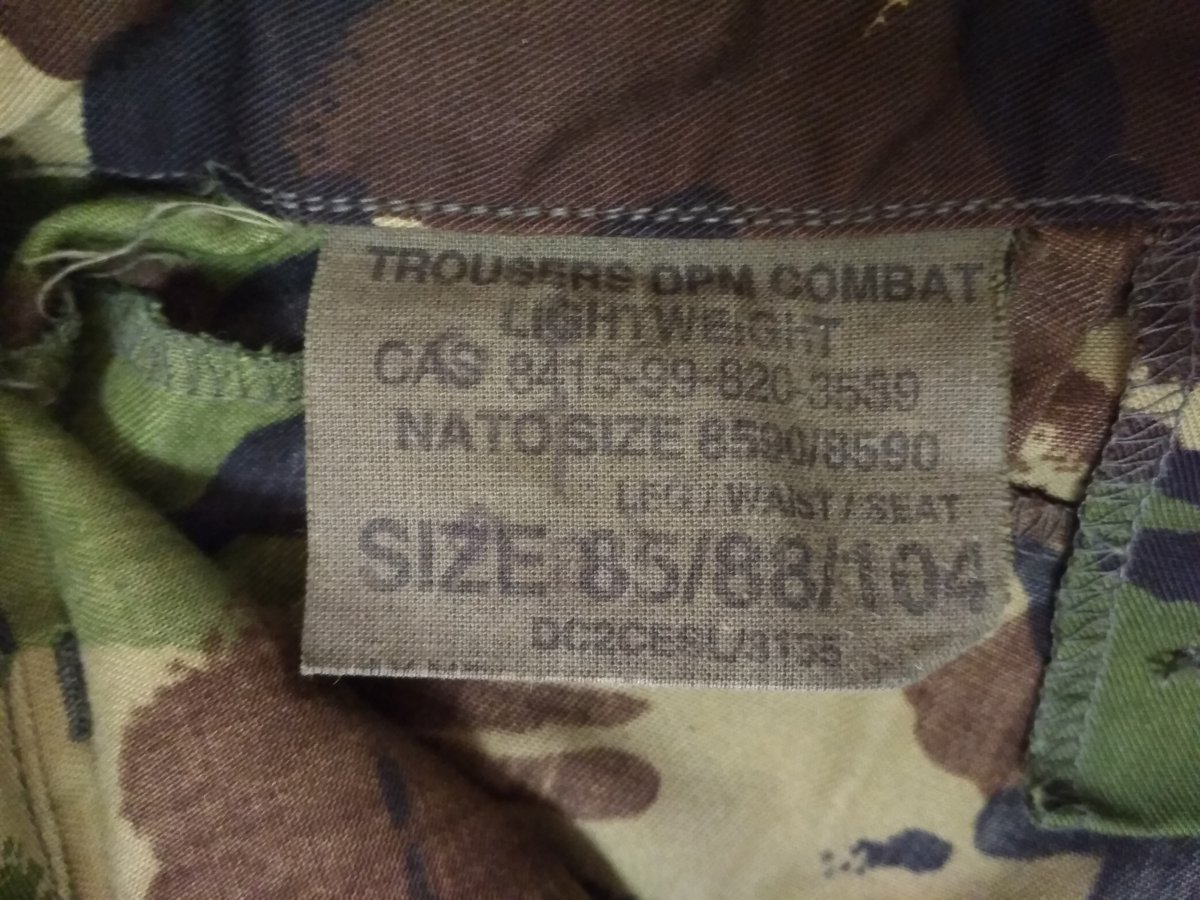 TROUSERS DPM COMBAT
LIGHTWEIGHT
CAS 8415-99-820-3539
NATO SIZE 8590/8590
LEG / WAIST / SEAT
SIZE 85/88/104